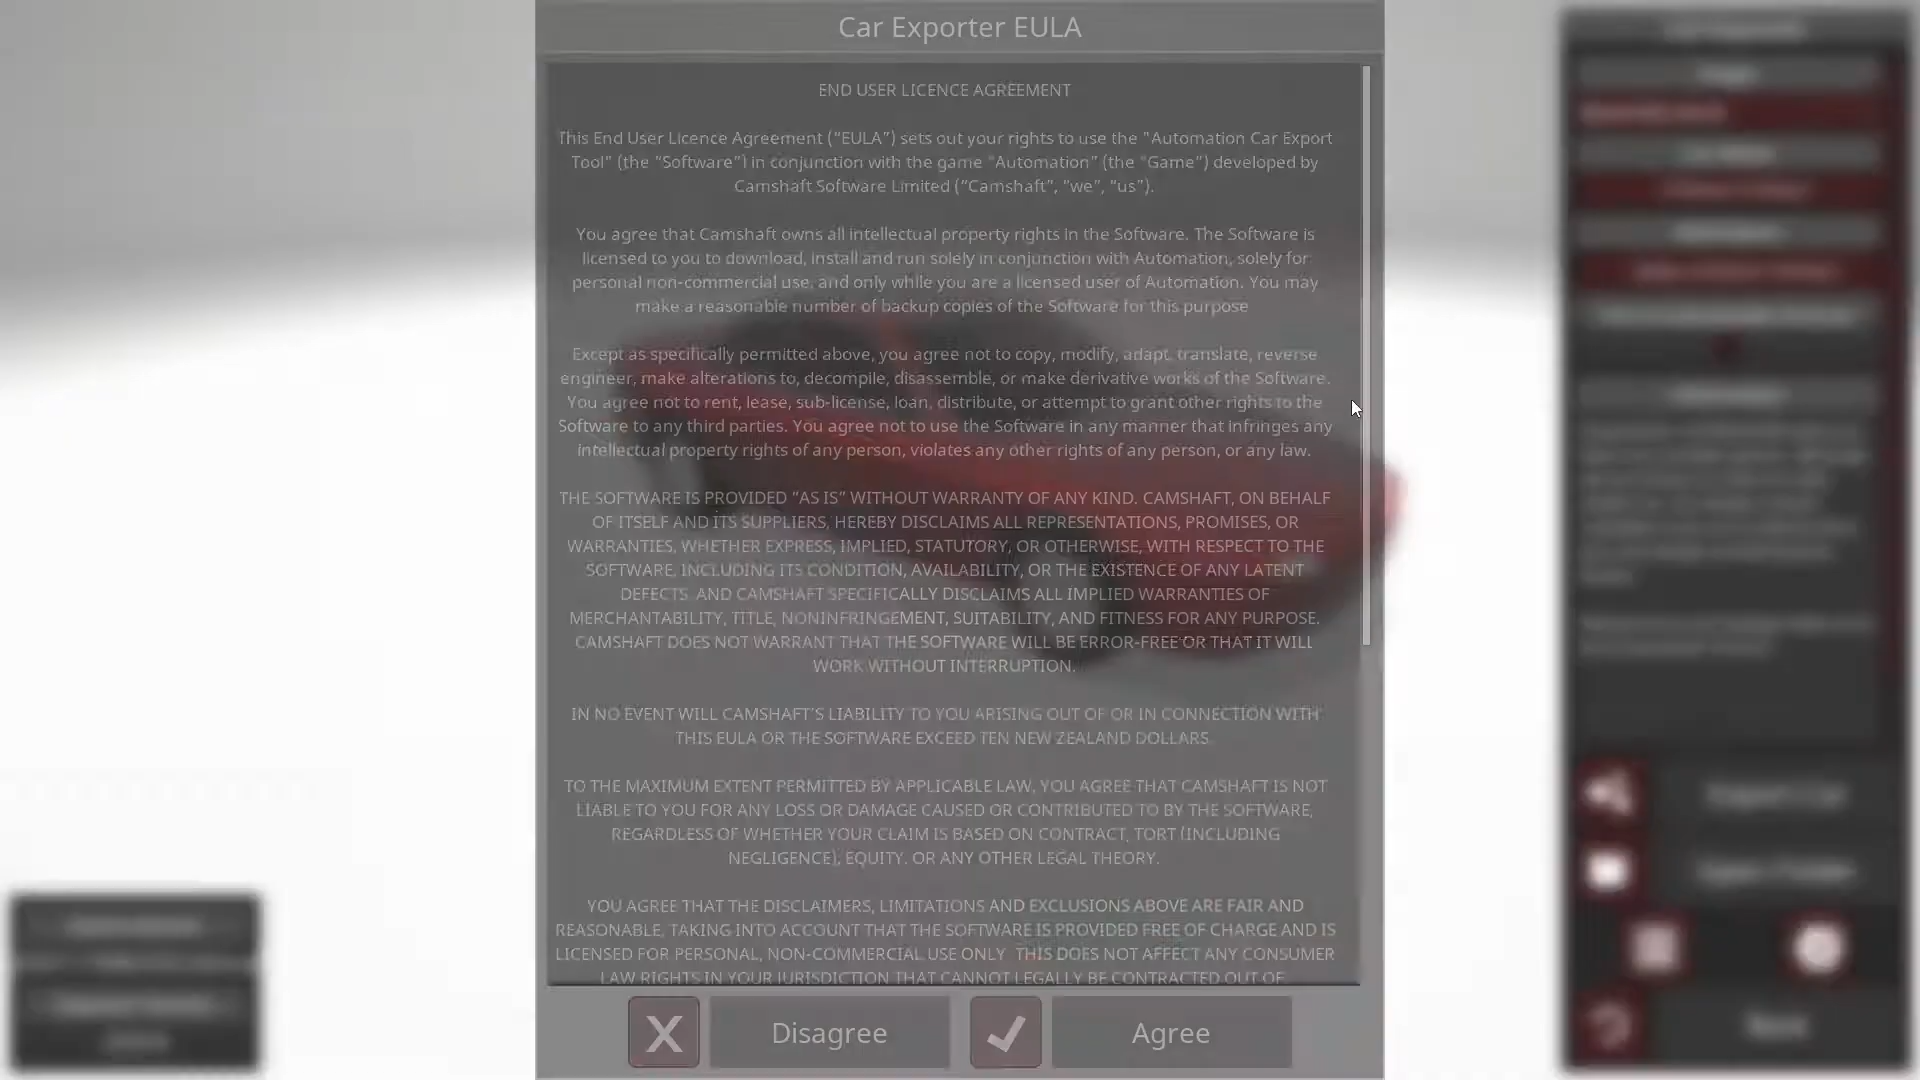 Car Exporter EULA
END USER LICENCE AGREEMENT
This End User Licence Agreement (“EULA”) sets out your rights to use the "Automation Car Export
Tool" (the “Software”) in conjunction with the game “Automation” (the “Game”) developed by
Camshaft Software Limited (“Camshaft”, “we”, “us”).
You agree that Camshaft owns all intellectual property rights in the Software. The Software is
licensed to you to download, install and run solely in conjunction with Automation, solely for
personal non-commercial use, and only while you are a licensed user of Automation. You may
make a reasonable number of backup copies of the Software for this purpose
Except as specifically permitted above, you agree not to copy, modify, adapt, translate, reverse
engineer, make alterations to, decompile, disassemble, or make derivative works of the Software.
You agree not to rent, lease, sub-license, loan, distribute, or attempt to grant other rights to the
Software to any third parties. You agree not to use the Software in any manner that infringes any
intellectual property rights of any person, violates any other rights of any person, or any law.
THE SOFTWARE IS PROVIDED “AS IS” WITHOUT WARRANTY OF ANY KIND. CAMSHAFT, ON BEHALF
OF ITSELF AND ITS SUPPLIERS, HEREBY DISCLAIMS ALL REPRESENTATIONS, PROMISES, OR
WARRANTIES, WHETHER EXPRESS, IMPLIED, STATUTORY, OR OTHERWISE, WITH RESPECT TO THE
SOFTWARE, INCLUDING ITS CONDITION, AVAILABILITY, OR THE EXISTENCE OF ANY LATENT
DEFECTS. AND CAMSHAFT SPECIFICALLY DISCLAIMS ALL IMPLIED WARRANTIES OF
MERCHANTABILITY, TITLE, NONINFRINGEMENT, SUITABILITY, AND FITNESS FOR ANY PURPOSE.
CAMSHAFT DOES NOT WARRANT THAT THE SOFTWARE WILL BE ERROR-FREE OR THAT IT WILL
WORK WITHOUT INTERRUPTION.
IN NO EVENT WILL CAMSHAFT’S LIABILITY TO YOU ARISING OUT OF OR IN CONNECTION WITH
THIS EULA OR THE SOFTWARE EXCEED TEN NEW ZEALAND DOLLARS.
TO THE MAXIMUM EXTENT PERMITTED BY APPLICABLE LAW, YOU AGREE THAT CAMSHAFT IS NOT
LIABLE TO YOU FOR ANY LOSS OR DAMAGE CAUSED OR CONTRIBUTED TO BY THE SOFTWARE,
REGARDLESS OF WHETHER YOUR CLAIM IS BASED ON CONTRACT, TORT (INCLUDING
NEGLIGENCE), EQUITY. OR ANY OTHER LEGAL THEORY.
YOU AGREE THAT THE DISCLAIMERS, LIMITATIONS AND EXCLUSIONS ABOVE ARE FAIR AND
REASONABLE, TAKING INTO ACCOUNT THAT THE SOFTWARE IS PROVIDED FREE OF CHARGE AND IS
LICENSED FOR PERSONAL, NON-COMMERCIAL USE ONLY THIS DOES NOT AFFECT ANY CONSUMER
LAW RIGHTS IN YOUR JURISDICTION THAT CANNOT LEGALLY BE CONTRACTED OUT OF.
Disagree
Agree